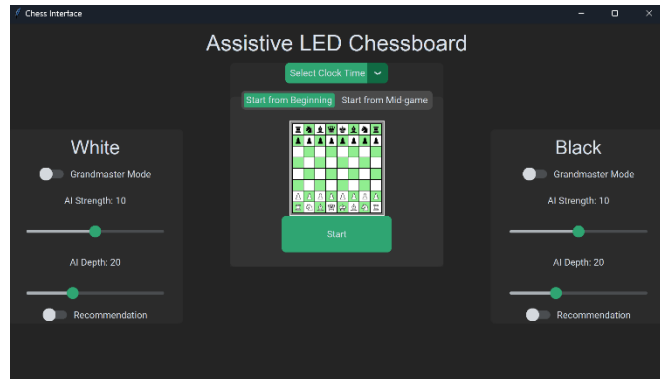 Chess Interface
Assistive LED Chessboard
Select Clock Time
Start from Beginning Start from Mid-game
Start
White
Grandmaster Mode
AI Strength: 10
AI Depth: 20
Recommendation
Black
Grandmaster Mode
AI Strength: 10
AI Depth: 20
Recommendation